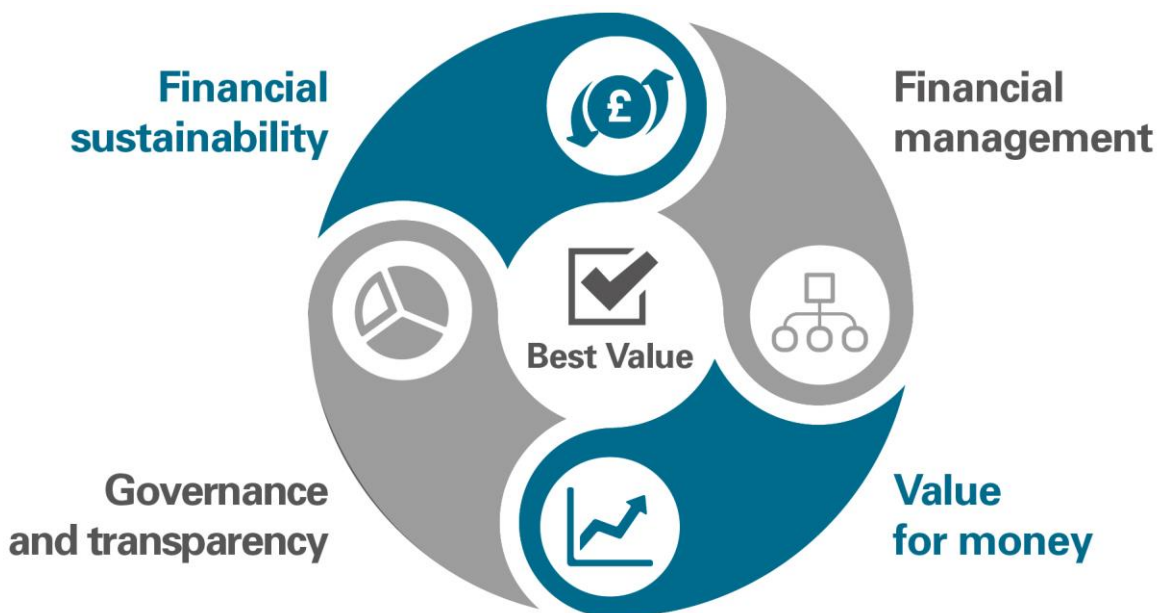 Financial
sustainability
£
Financial
management
Best Value
Governance
and transparency
Value
for money